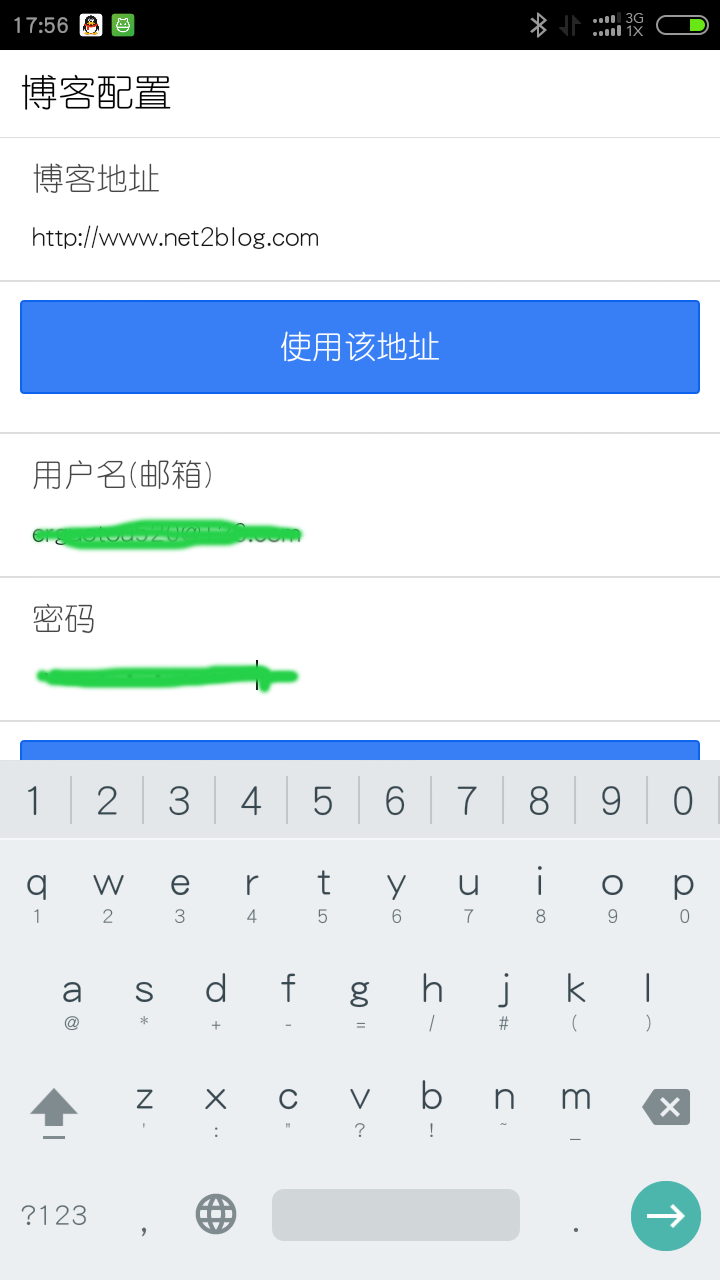 17:56
3G
1X
博客配置
博客地址
http://www.net2blog.com
使用该地址
用户名(邮箱)
密码
1 2 3 4 5 6 7 8 9 0
q w e r t y u i o p
1 2 3 4 5 6 7 8 9 0
a s d f g h j k l
@ * + - = / # ( )
z x c v b n m
' : " ? ! ~ _
?123 , .